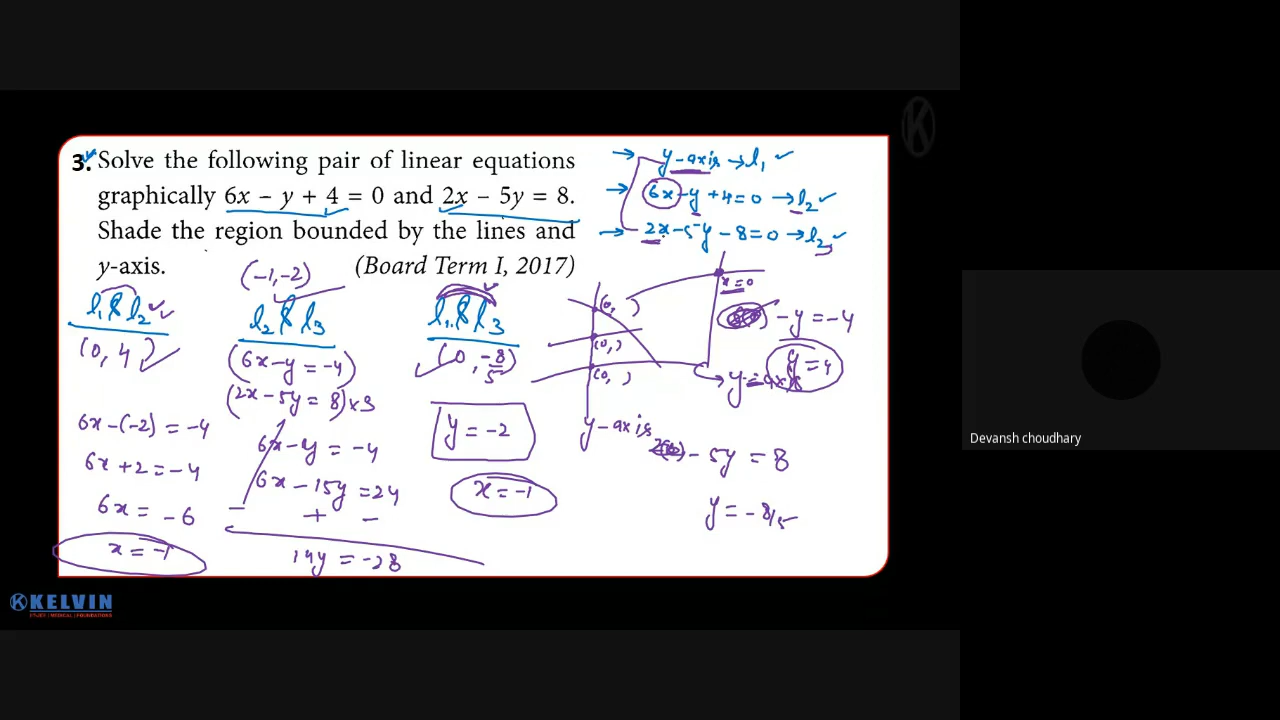 3. Solve the following pair of linear equations
graphically 6x – y + 4 = 0 and 2x – 5y = 8.
Shade the region bounded by the lines and
y-axis.
(Board Term I, 2017)
→ y-axis → l₁ ✓
→ 6x-y+4=0 → l₂ ✓
→ 2x-5y-8=0 → l₃ ✓
(-1,-2)
l₁ & l₂
(0, 4)
6x-(-2) = -4
6x+2 = -4
6x = -6
x = -1
l₂ & l₃
(6x-y=-4)
(2x-5y=8)×3
6x-y = -4
6x-15y = 24
- + -
14y = -28
l₁ & l₃
(0, -8/5)
y = -2
x = -1
(0, )
(0, )
(0, )
y-axis
x=0
-y = -4
y = 4
-5y = 8
y = -8/5
K
KELVIN
Devansh choudhary